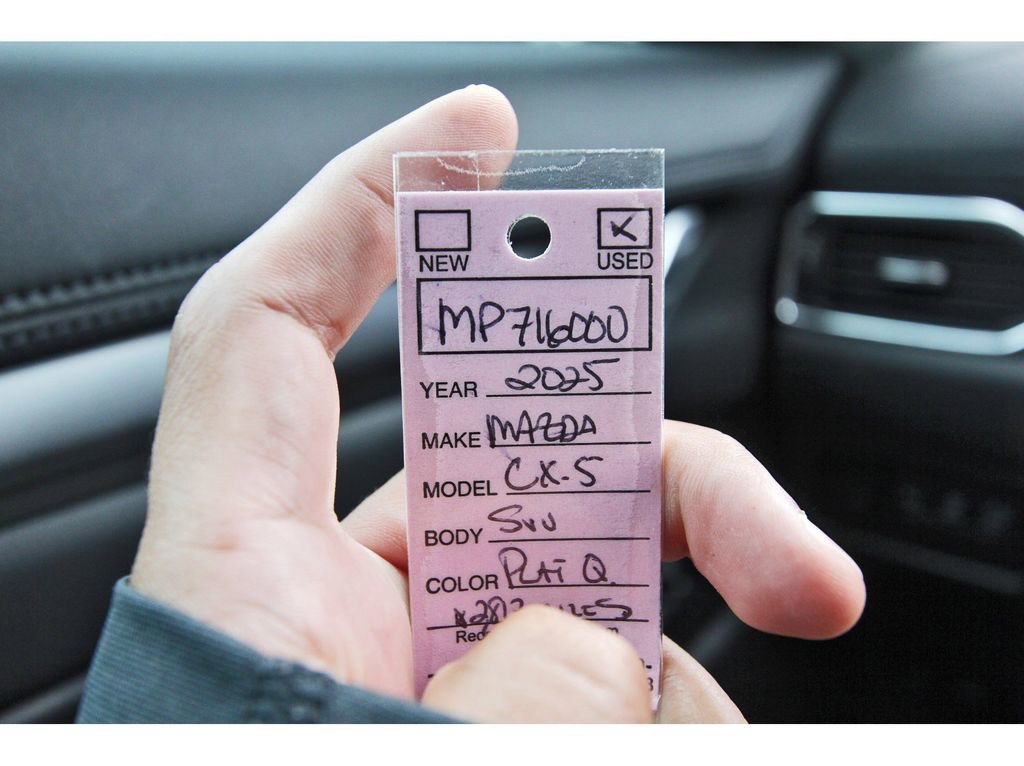 NEW USED
MP716000
YEAR 2025
MAKE MAZDA
MODEL CX-5
BODY SUV
COLOR PLAT Q.